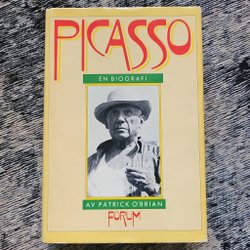 PICASSO
EN BIOGRAFI
AV PATRICK O'BRIAN
FORUM